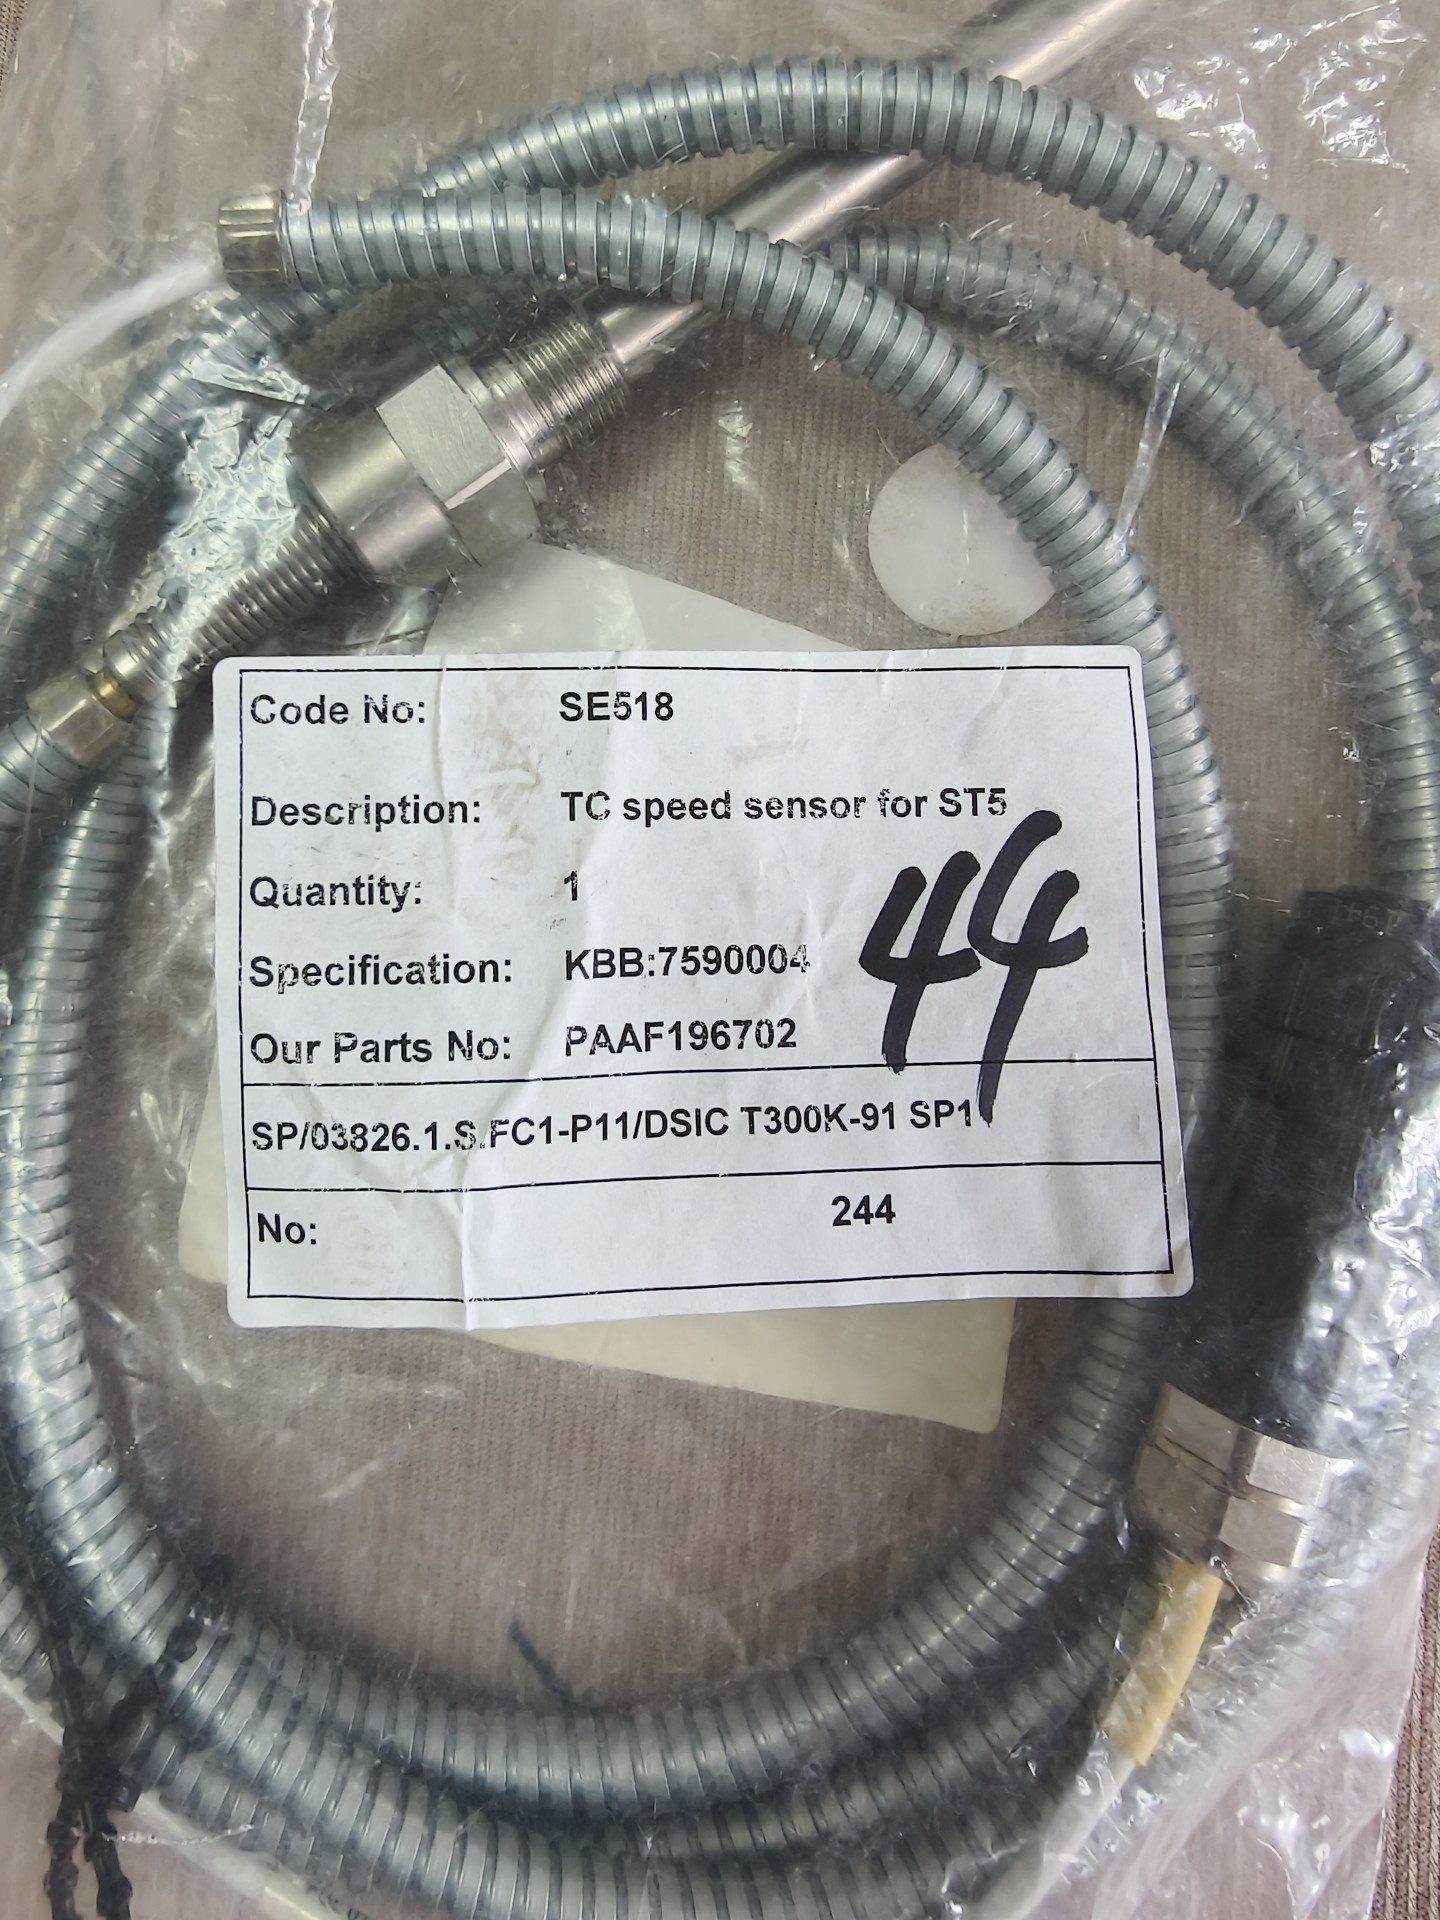 Code No: SE518
Description: TC speed sensor for ST5
Quantity: 1
44
Specification: KBB:7590004
Our Parts No: PAAF196702
SP/03826.1.S.FC1-P11/DSIC T300K-91 SP1
No: 244